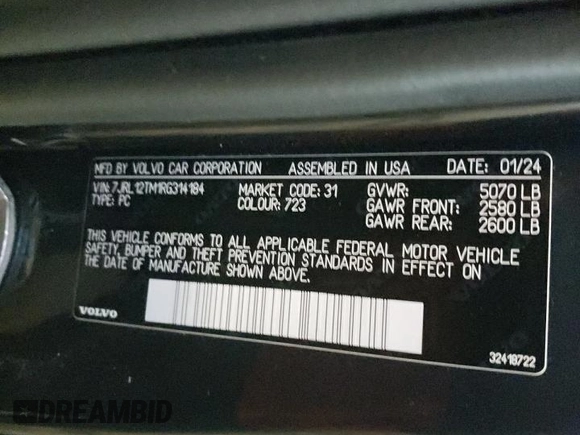 MFD BY VOLVO CAR CORPORATION ASSEMBLED IN USA DATE: 01/24
VIN: 7JRL12TM1RG314184 MARKET CODE: 31 GVWR: 5070 LB
TYPE: PC COLOUR: 723 GAWR FRONT: 2580 LB
GAWR REAR: 2600 LB
THIS VEHICLE CONFORMS TO ALL APPLICABLE FEDERAL MOTOR VEHICLE
SAFETY, BUMPER AND THEFT PREVENTION STANDARDS IN EFFECT ON
THE DATE OF MANUFACTURE SHOWN ABOVE.
VOLVO
32418722
DREAMBID